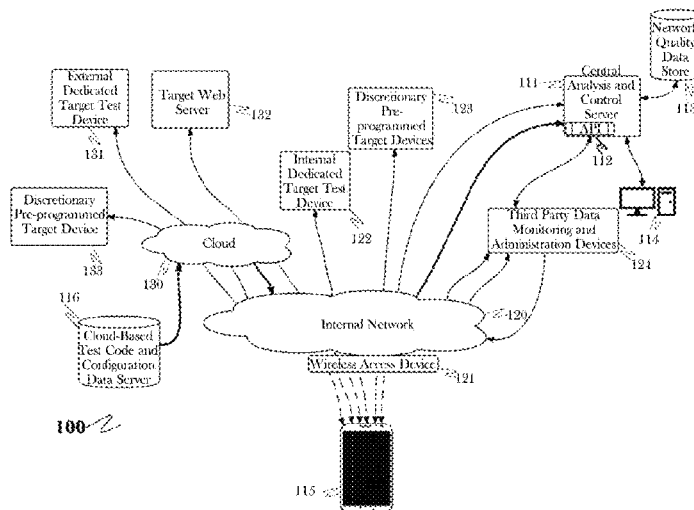 External
Dedicated
Target Test
Device
131
Target Web
Server
132
Discretionary
Pre-
programmed
Target Devices
123
111
Central
Analysis and
Control
Server
API
112
Network
Quality
Data
Store
113
114
Internal
Dedicated
Target Test
Device
122
Discretionary
Pre-programmed
Target Device
133
Cloud
130
Third Party Data
Monitoring and
Administration Devices
124
116
Cloud-Based
Test Code and
Configuration
Data Server
Internal Network
120
Wireless Access Device
121
100
115